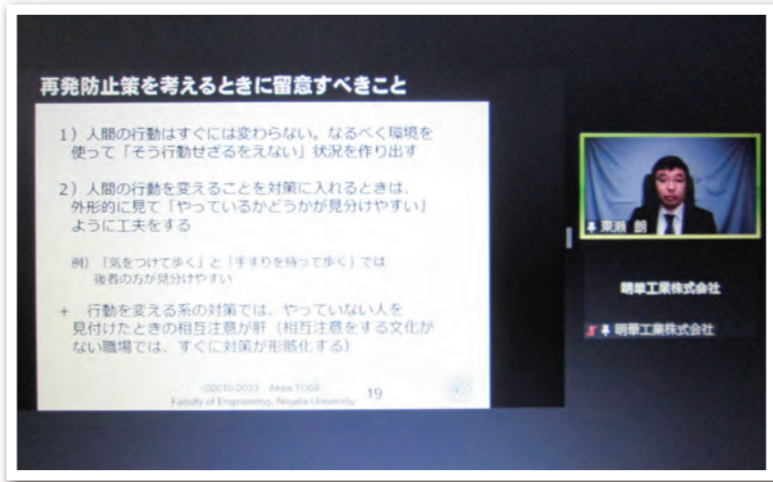 再発防止策を考えるときに留意すべきこと
1）人間の行動はすぐには変わらない。なるべく環境を
使って「そう行動せざるをえない」状況を作り出す
2）人間の行動を変えることを対策に入れるときは、
外形的に見て「やっているかどうかが見分けやすい」
ように工夫をする
例）「気をつけて歩く」と「手すりを持って歩く」では
後者の方が見分けやすい
+ 行動を変える系の対策では、やっていない人を
見付けたときの相互注意が肝（相互注意をする文化が
ない職場では、すぐに対策が形骸化する）
©2010-2023 Akira TOSE
Faculty of Engineering, Niigata University
19
東瀬 朗
明華工業株式会社
明華工業株式会社